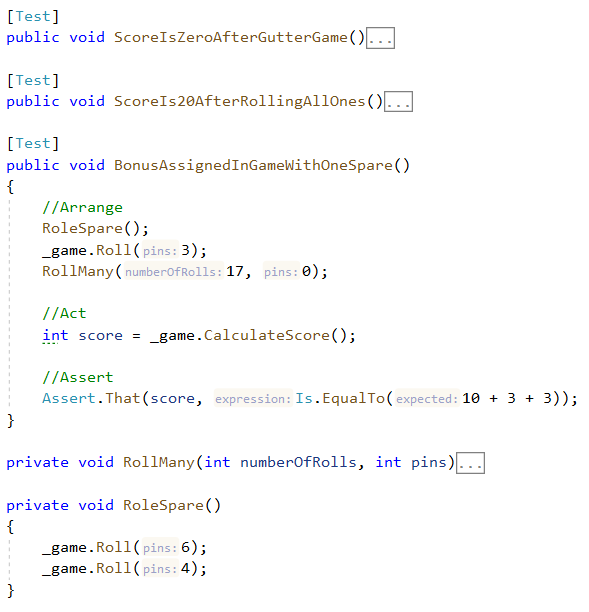 [Test]
public void ScoreIsZeroAfterGutterGame()...
[Test]
public void ScoreIs20AfterRollingAllOnes()...
[Test]
public void BonusAssignedInGameWithOneSpare()
{
//Arrange
RoleSpare();
_game.Roll(pins:3);
RollMany(numberOfRolls:17, pins:0);
//Act
int score = _game.CalculateScore();
//Assert
Assert.That(score, expression:Is.EqualTo(expected:10 + 3 + 3));
}
private void RollMany(int numberOfRolls, int pins)...
private void RoleSpare()
{
_game.Roll(pins:6);
_game.Roll(pins:4);
}